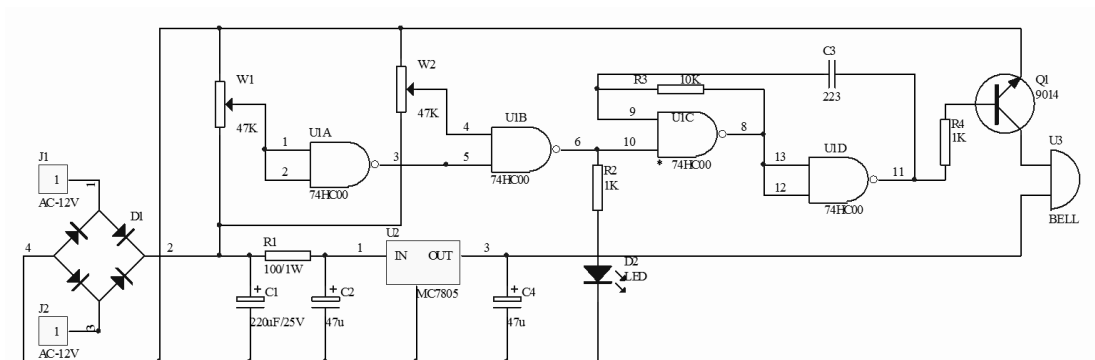 C3
W1
W2
R3 10K
Q1
9014
223
47K
47K
U1A
U1B
U1C
U1D
R4
1K
U3
1
2
3
4
5
6
9
10
8
*
13
12
11
74HC00
74HC00
74HC00
74HC00
R2
1K
BELL
J1
1
1
AC-12V
D1
4
2
R1
100/1W
1
U2
IN OUT
MC7805
3
D2
LED
C1
220uF/25V
C2
47u
C4
47u
J2
1
3
AC-12V